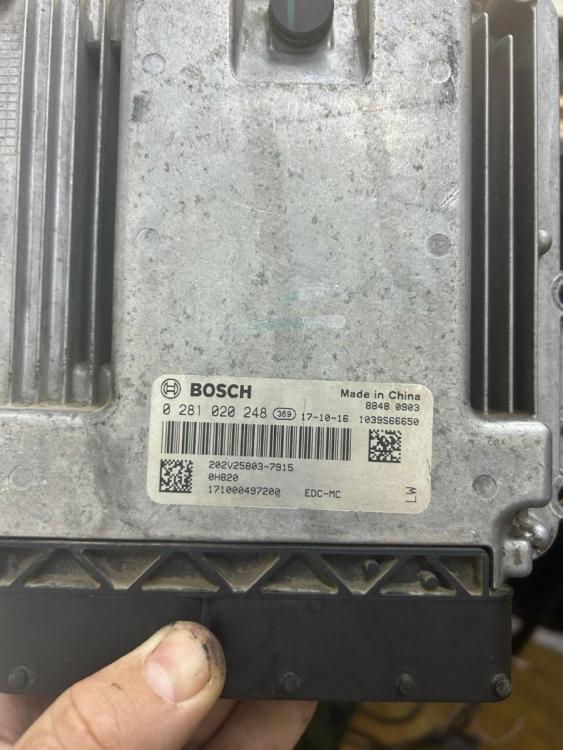 BOSCH
Made in China
8848 0903
0 281 020 248 369 17-10-16 1039S66650
202V25803-7915
0H820
171000497200 EDC-MC
LW